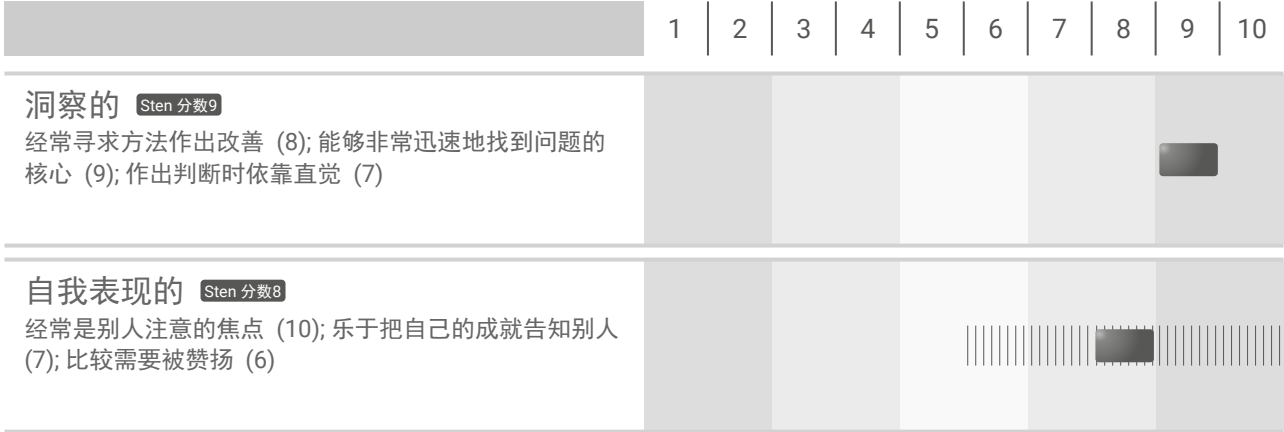 1 2 3 4 5 6 7 8 9 10
洞察的 Sten 分数9
经常寻求方法作出改善 (8); 能够非常迅速地找到问题的
核心 (9); 作出判断时依靠直觉 (7)
自我表现的 Sten 分数8
经常是别人注意的焦点 (10); 乐于把自己的成就告知别人
(7); 比较需要被赞扬 (6)